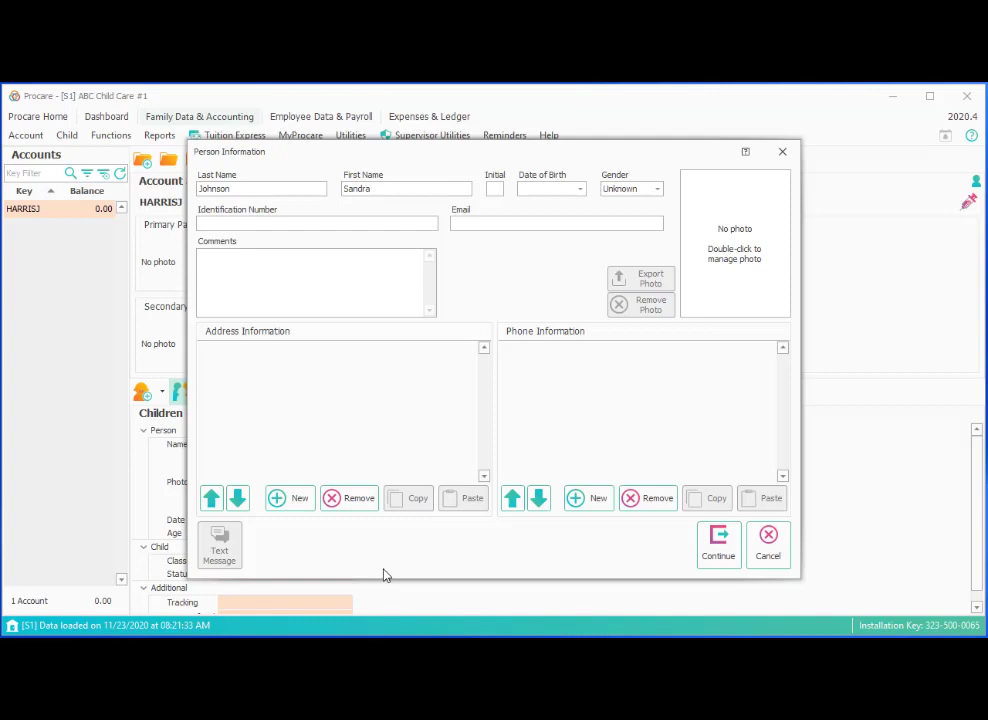 Procare - [S1] ABC Child Care #1
Procare Home Dashboard Family Data & Accounting Employee Data & Payroll Expenses & Ledger 2020.4
Account Child Functions Reports Tuition Express MyProcare Utilities Supervisor Utilities Reminders Help
Accounts
Key Filter
Key Balance
HARRISJ 0.00
1 Account 0.00
Account
HARRISJ
Primary Pa
No photo
Secondary
No photo
Children
Person
Name
Photo
Date
Age
Child
Class
Statu
Additional
Tracking
Person Information
Last Name First Name Initial Date of Birth Gender
Johnson Sandra Unknown
Identification Number Email
Comments
No photo
Double-click to
manage photo
Export
Photo
Remove
Photo
Address Information Phone Information
New Remove Copy Paste New Remove Copy Paste
Text
Message
Continue Cancel
[S1] Data loaded on 11/23/2020 at 08:21:33 AM Installation Key: 323-500-0065